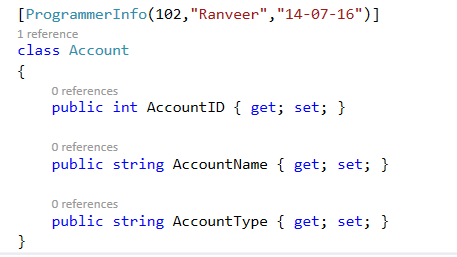 [ProgrammerInfo(102,"Ranveer","14-07-16")]
1 reference
class Account
{
0 references
public int AccountID { get; set; }
0 references
public string AccountName { get; set; }
0 references
public string AccountType { get; set; }
}